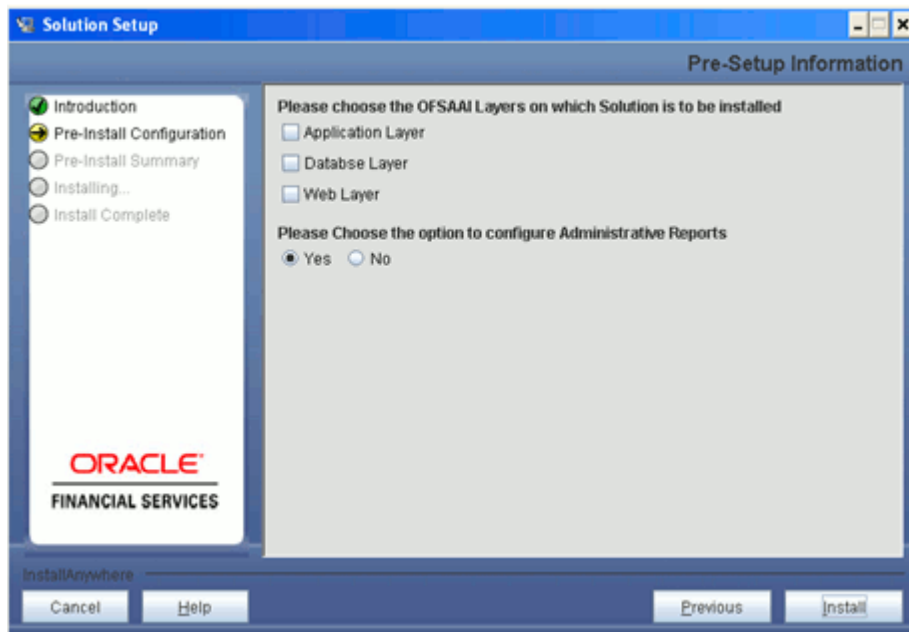 Solution Setup
Pre-Setup Information
Introduction
Pre-Install Configuration
Pre-Install Summary
Installing...
Install Complete
ORACLE
FINANCIAL SERVICES
Please choose the OFSAAI Layers on which Solution is to be installed
Application Layer
Databse Layer
Web Layer
Please Choose the option to configure Administrative Reports
Yes No
InstallAnywhere
Cancel Help Previous Install